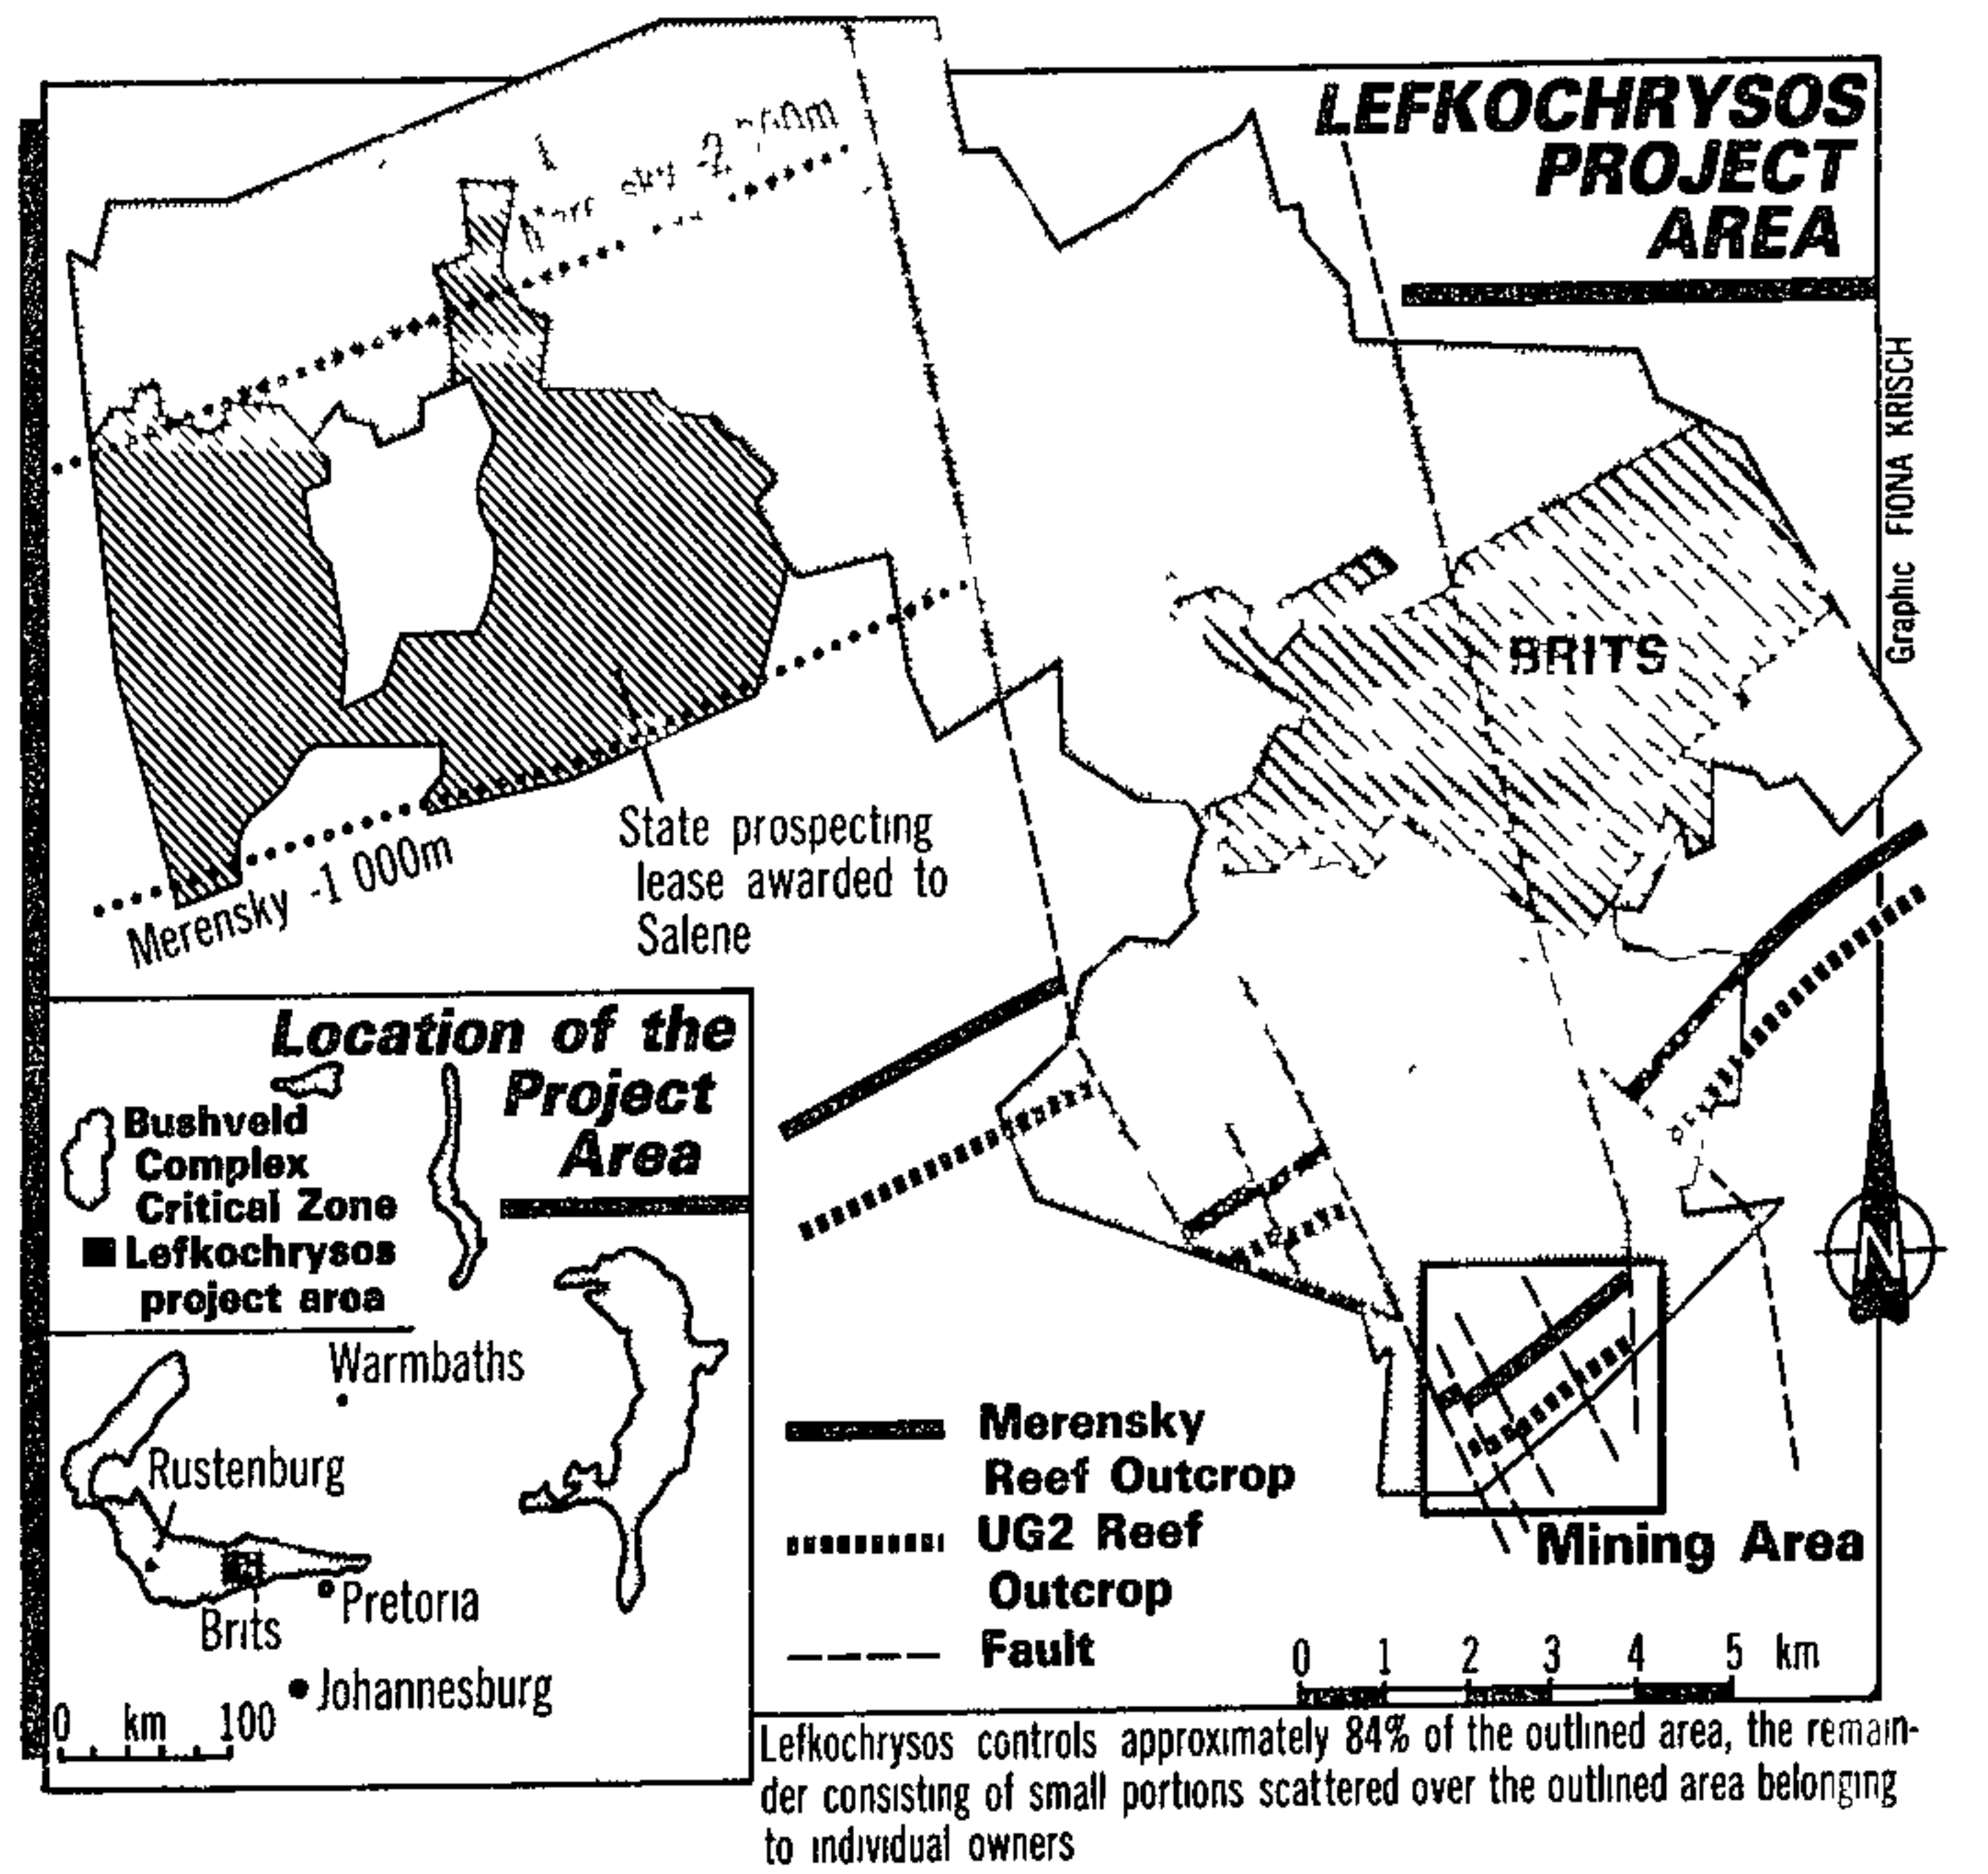 LEFKOCHRYSOS
PROJECT
AREA
Graphic FIONA KRISCH
BRITS
State prospecting
lease awarded to
Salene
Merensky -1 000m
Location of the
Project
Area
Bushveld
Complex
Critical Zone
Lefkochrysos
project area
Warmbaths
Rustenburg
Pretoria
Brits
Johannesburg
0 km 100
Merensky
Reef Outcrop
UG2 Reef
Outcrop
Fault
N
Mining Area
0 1 2 3 4 5 km
Lefkochrysos controls approximately 84% of the outlined area, the remain-
der consisting of small portions scattered over the outlined area belonging
to individual owners